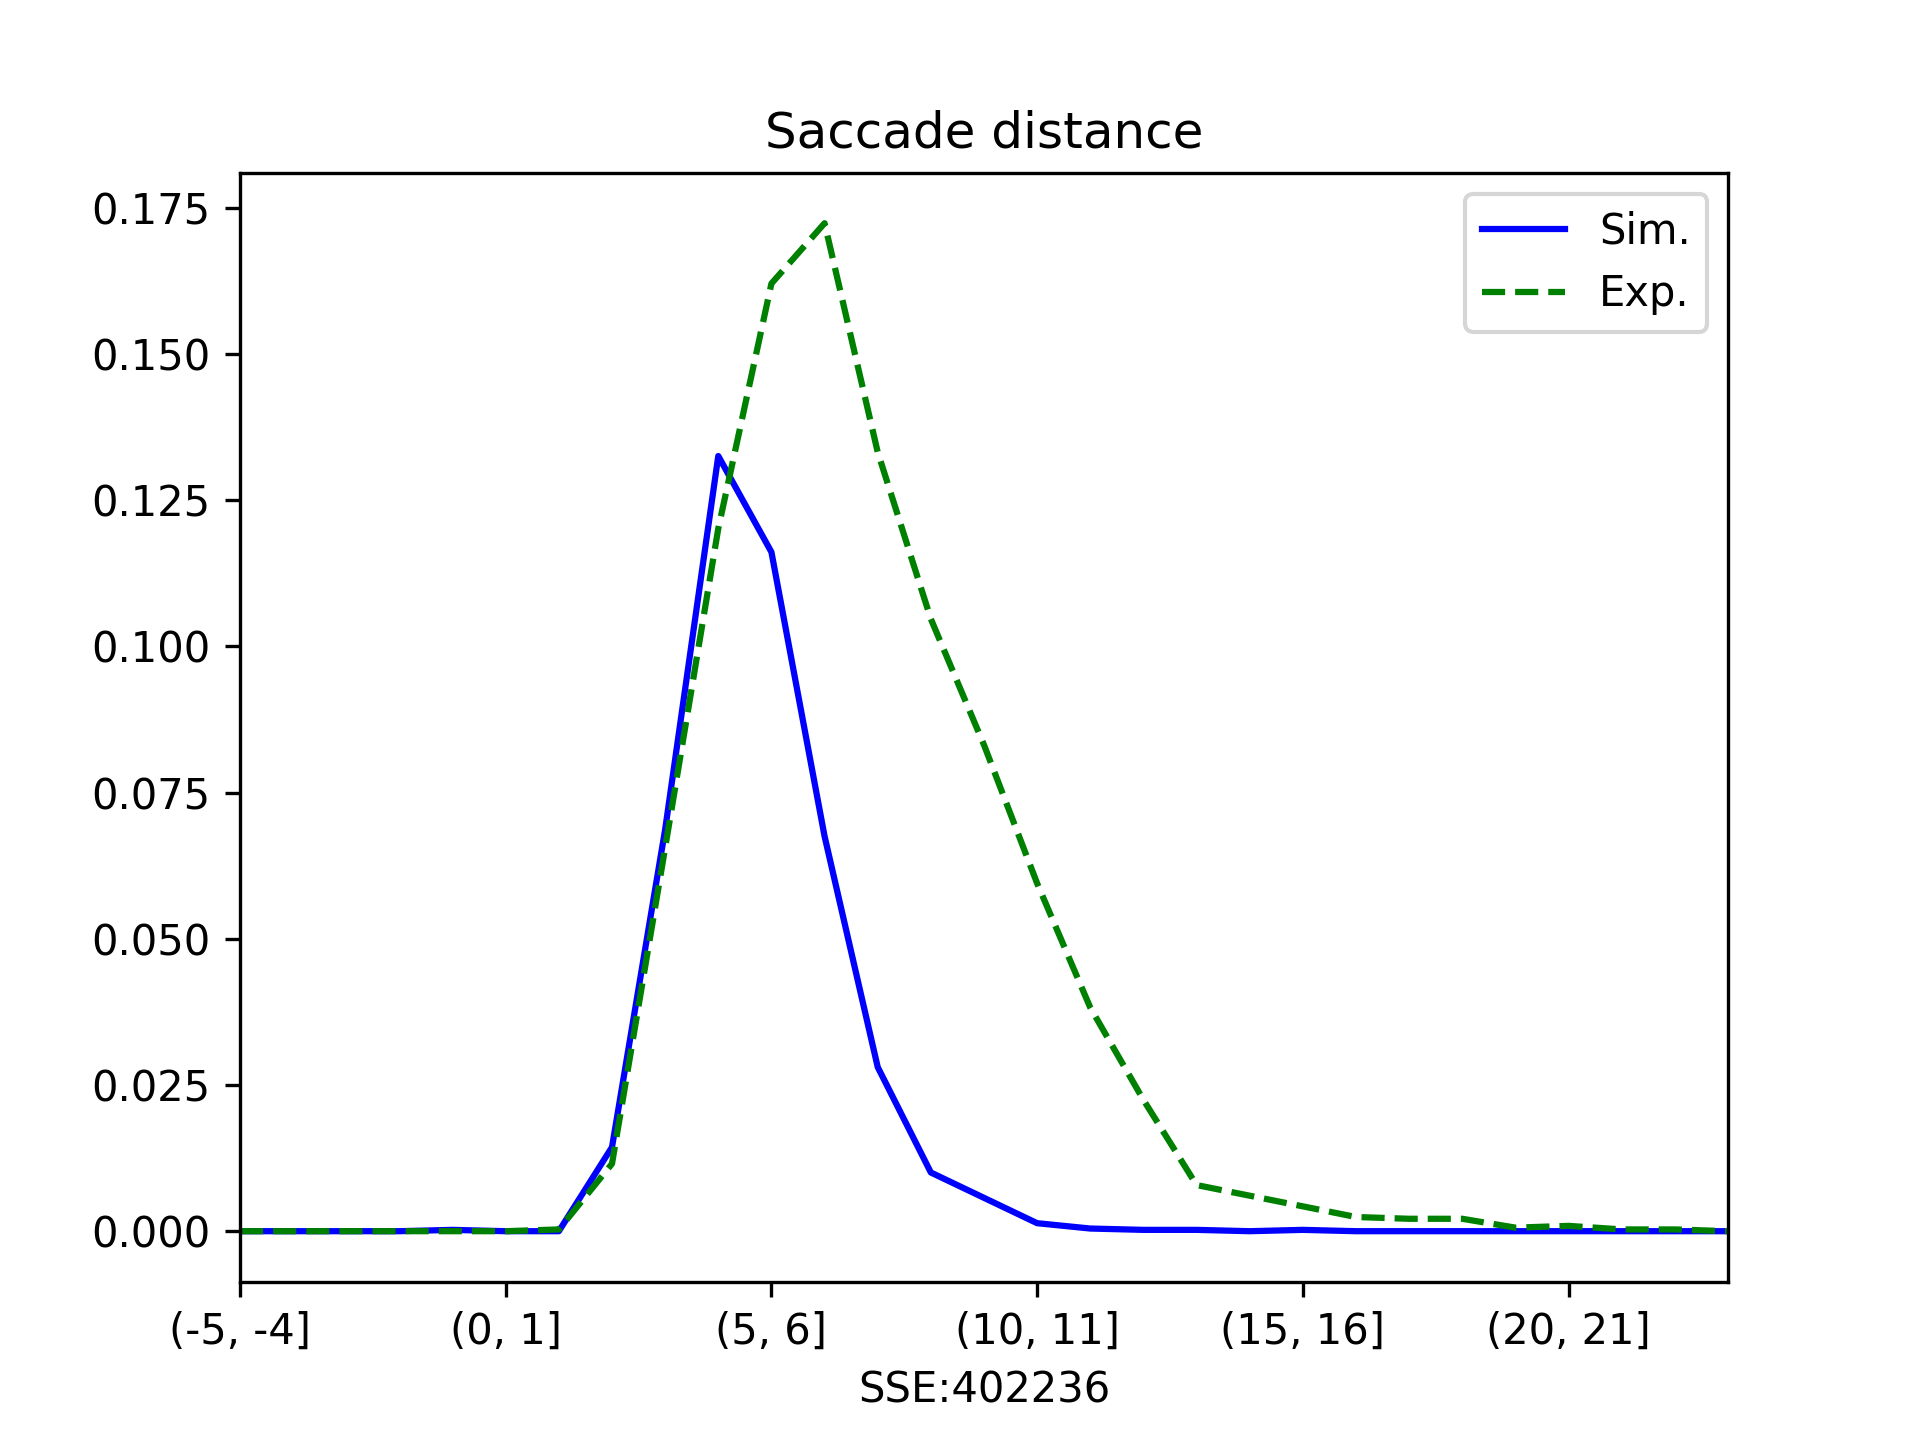 Saccade distance
0.175
0.150
0.125
0.100
0.075
0.050
0.025
0.000
Sim.
Exp.
(-5, -4] (0, 1] (5, 6] (10, 11] (15, 16] (20, 21]
SSE:402236